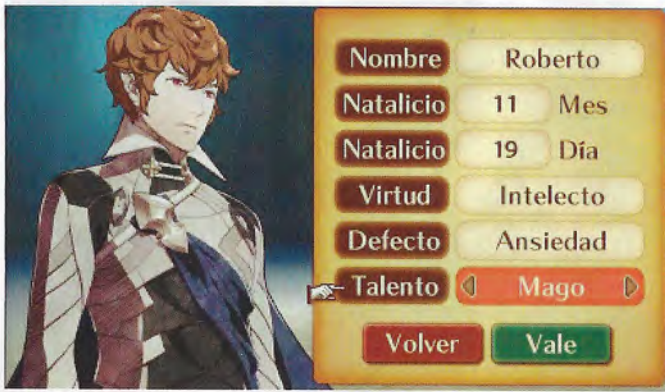 Nombre Roberto
Natalicio 11 Mes
Natalicio 19 Día
Virtud Intelecto
Defecto Ansiedad
Talento Mago
Volver Vale